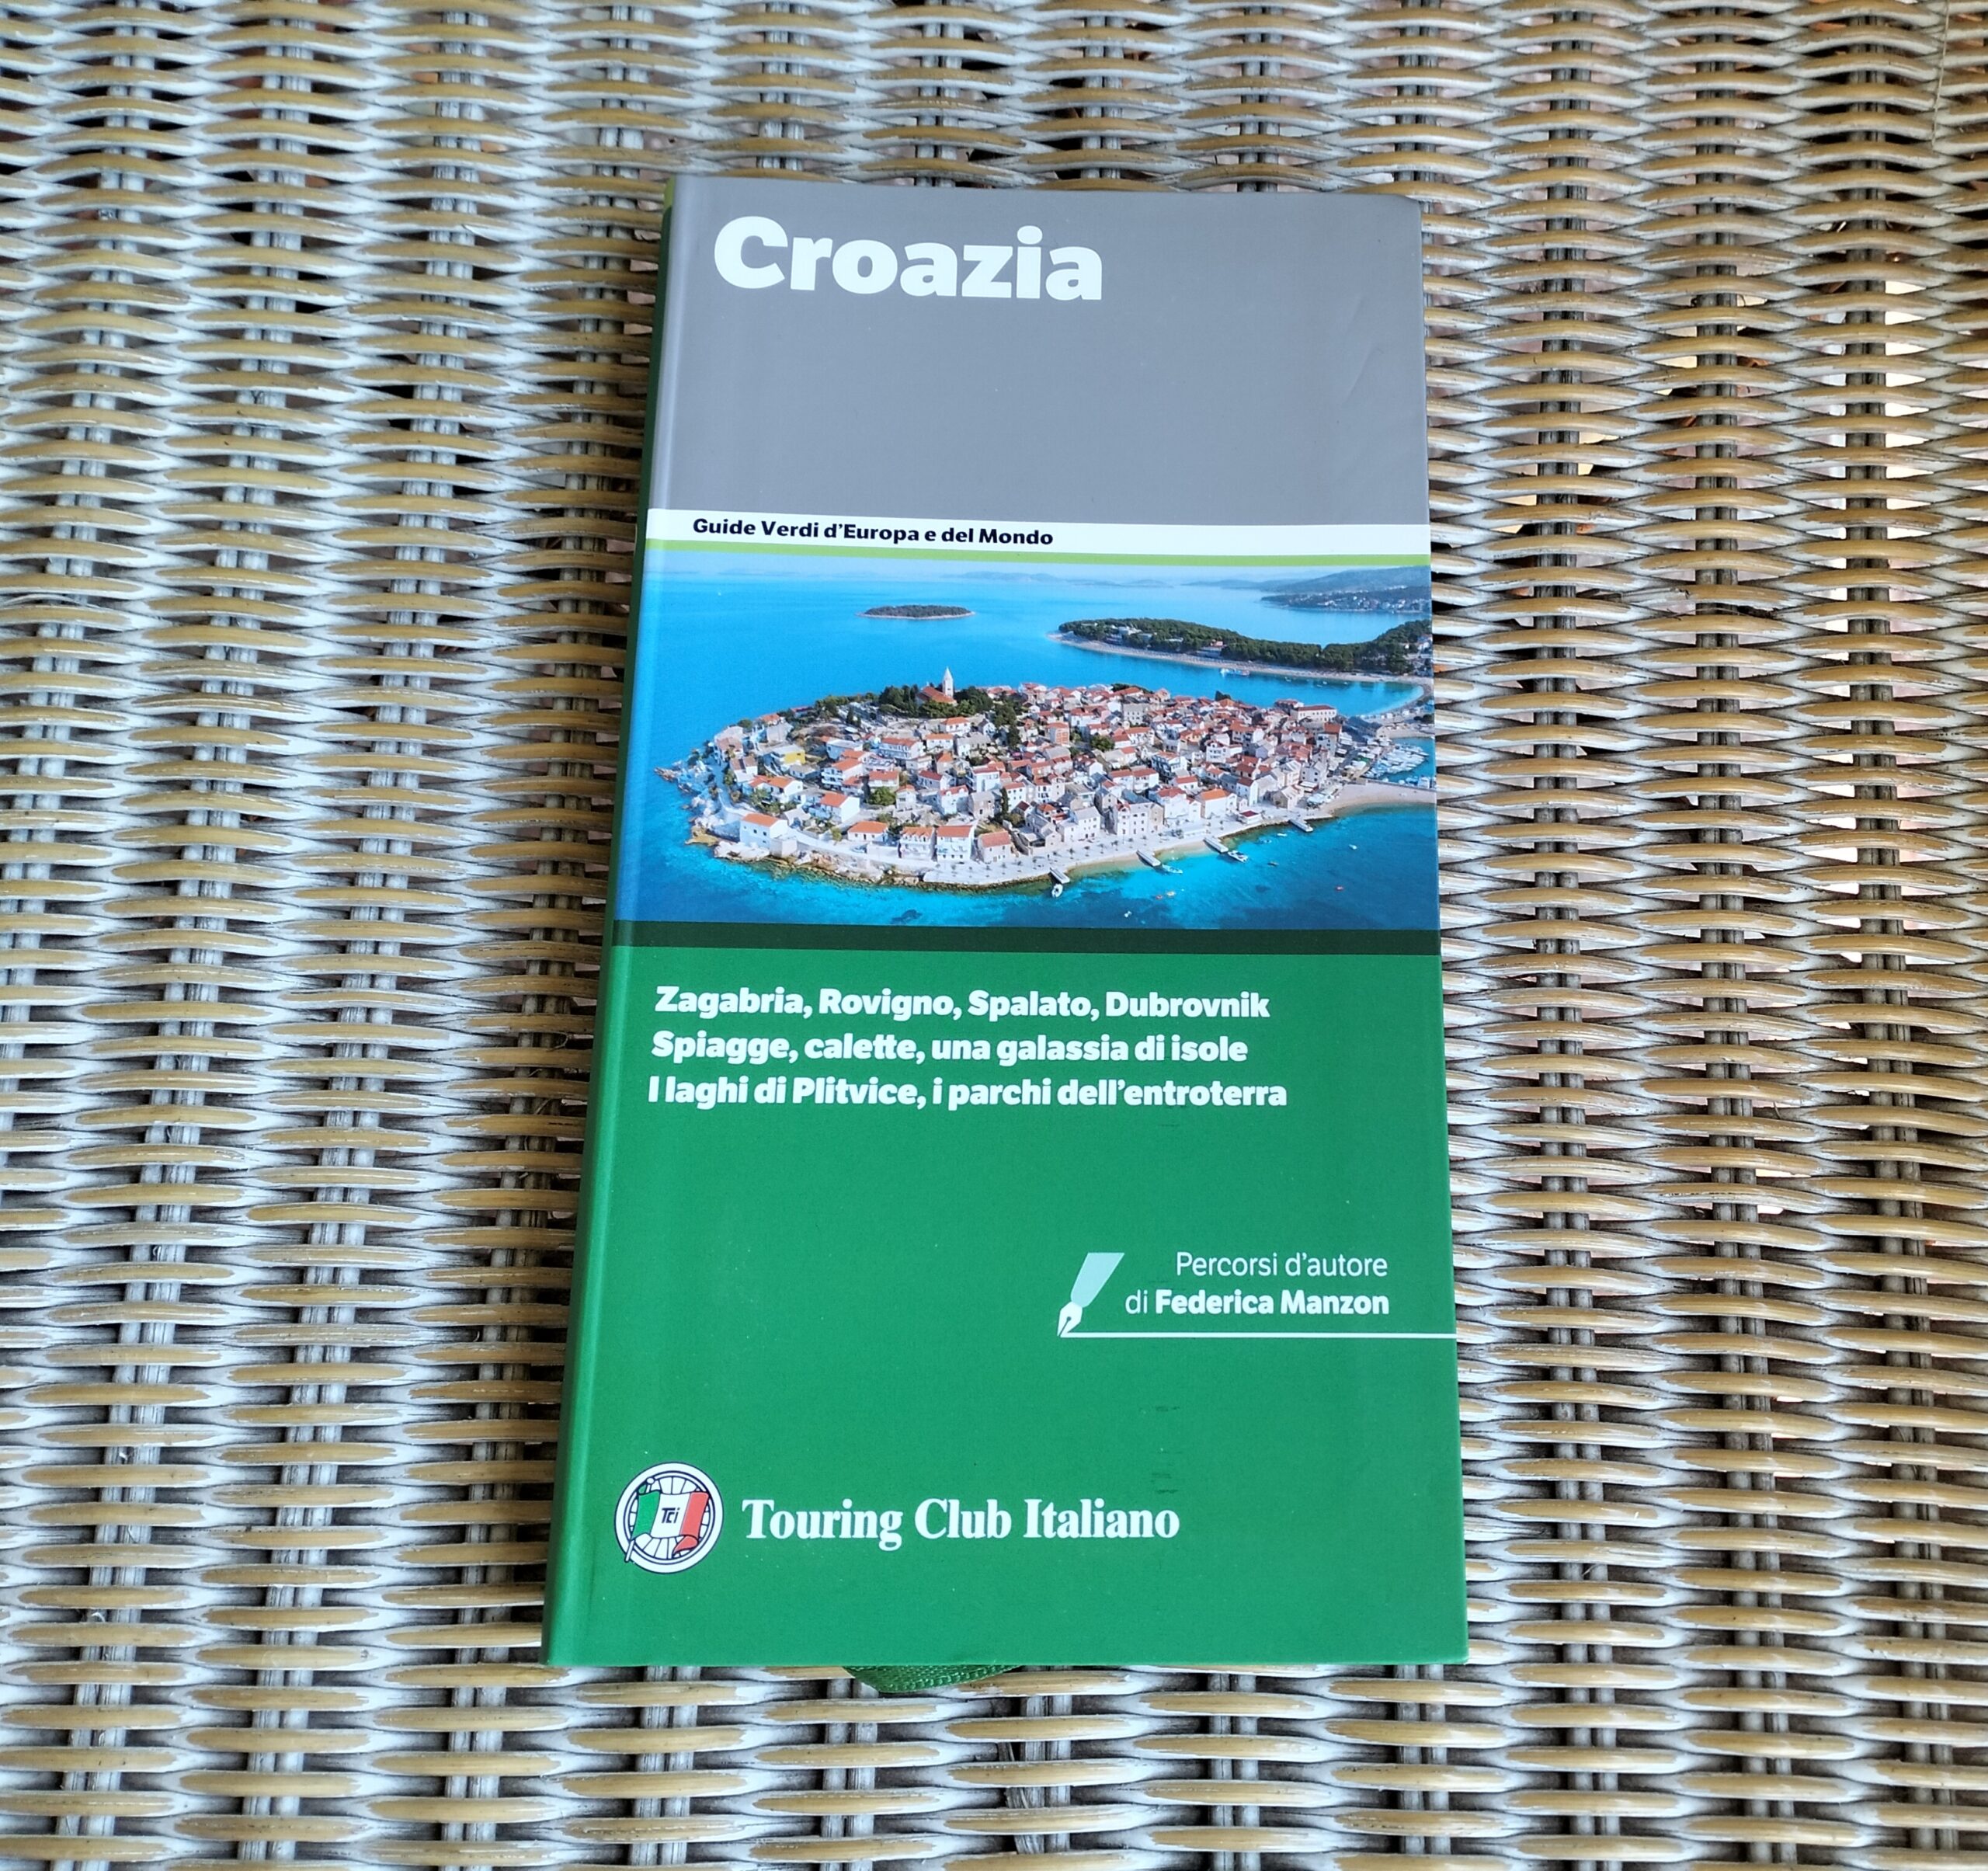 Croazia
Guide Verdi d'Europa e del Mondo
Zagabria, Rovigno, Spalato, Dubrovnik
Spiagge, calette, una galassia di isole
I laghi di Plitvice, i parchi dell'entroterra
Percorsi d'autore
di Federica Manzon
Tci
Touring Club Italiano